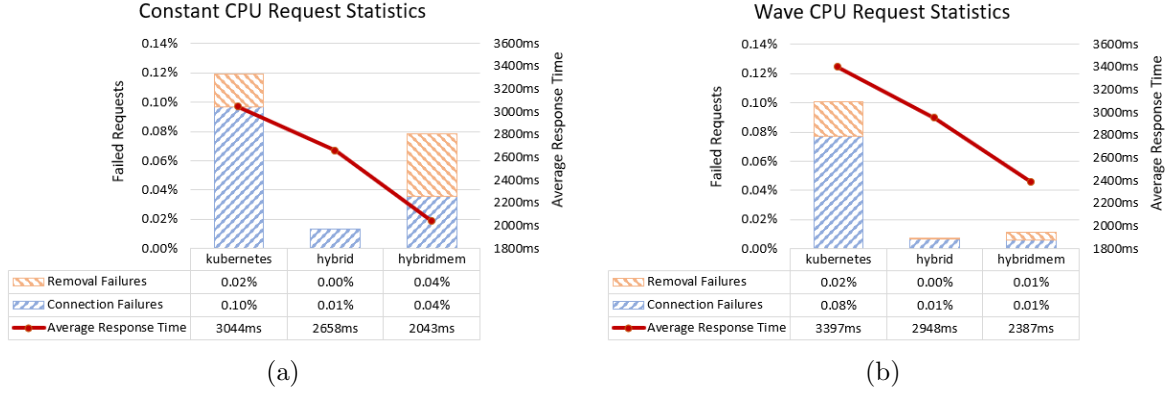 Constant CPU Request Statistics
Failed Requests
0.14%
0.12%
0.10%
0.08%
0.06%
0.04%
0.02%
0.00%
3600ms
3400ms
3200ms
3000ms
2800ms
2600ms
2400ms
2200ms
2000ms
1800ms
Average Response Time
kubernetes hybrid hybridmem
Removal Failures 0.02% 0.00% 0.04%
Connection Failures 0.10% 0.01% 0.04%
Average Response Time 3044ms 2658ms 2043ms
(a)
Wave CPU Request Statistics
Failed Requests
0.14%
0.12%
0.10%
0.08%
0.06%
0.04%
0.02%
0.00%
3600ms
3400ms
3200ms
3000ms
2800ms
2600ms
2400ms
2200ms
2000ms
1800ms
Average Response Time
kubernetes hybrid hybridmem
Removal Failures 0.02% 0.00% 0.01%
Connection Failures 0.08% 0.01% 0.01%
Average Response Time 3397ms 2948ms 2387ms
(b)